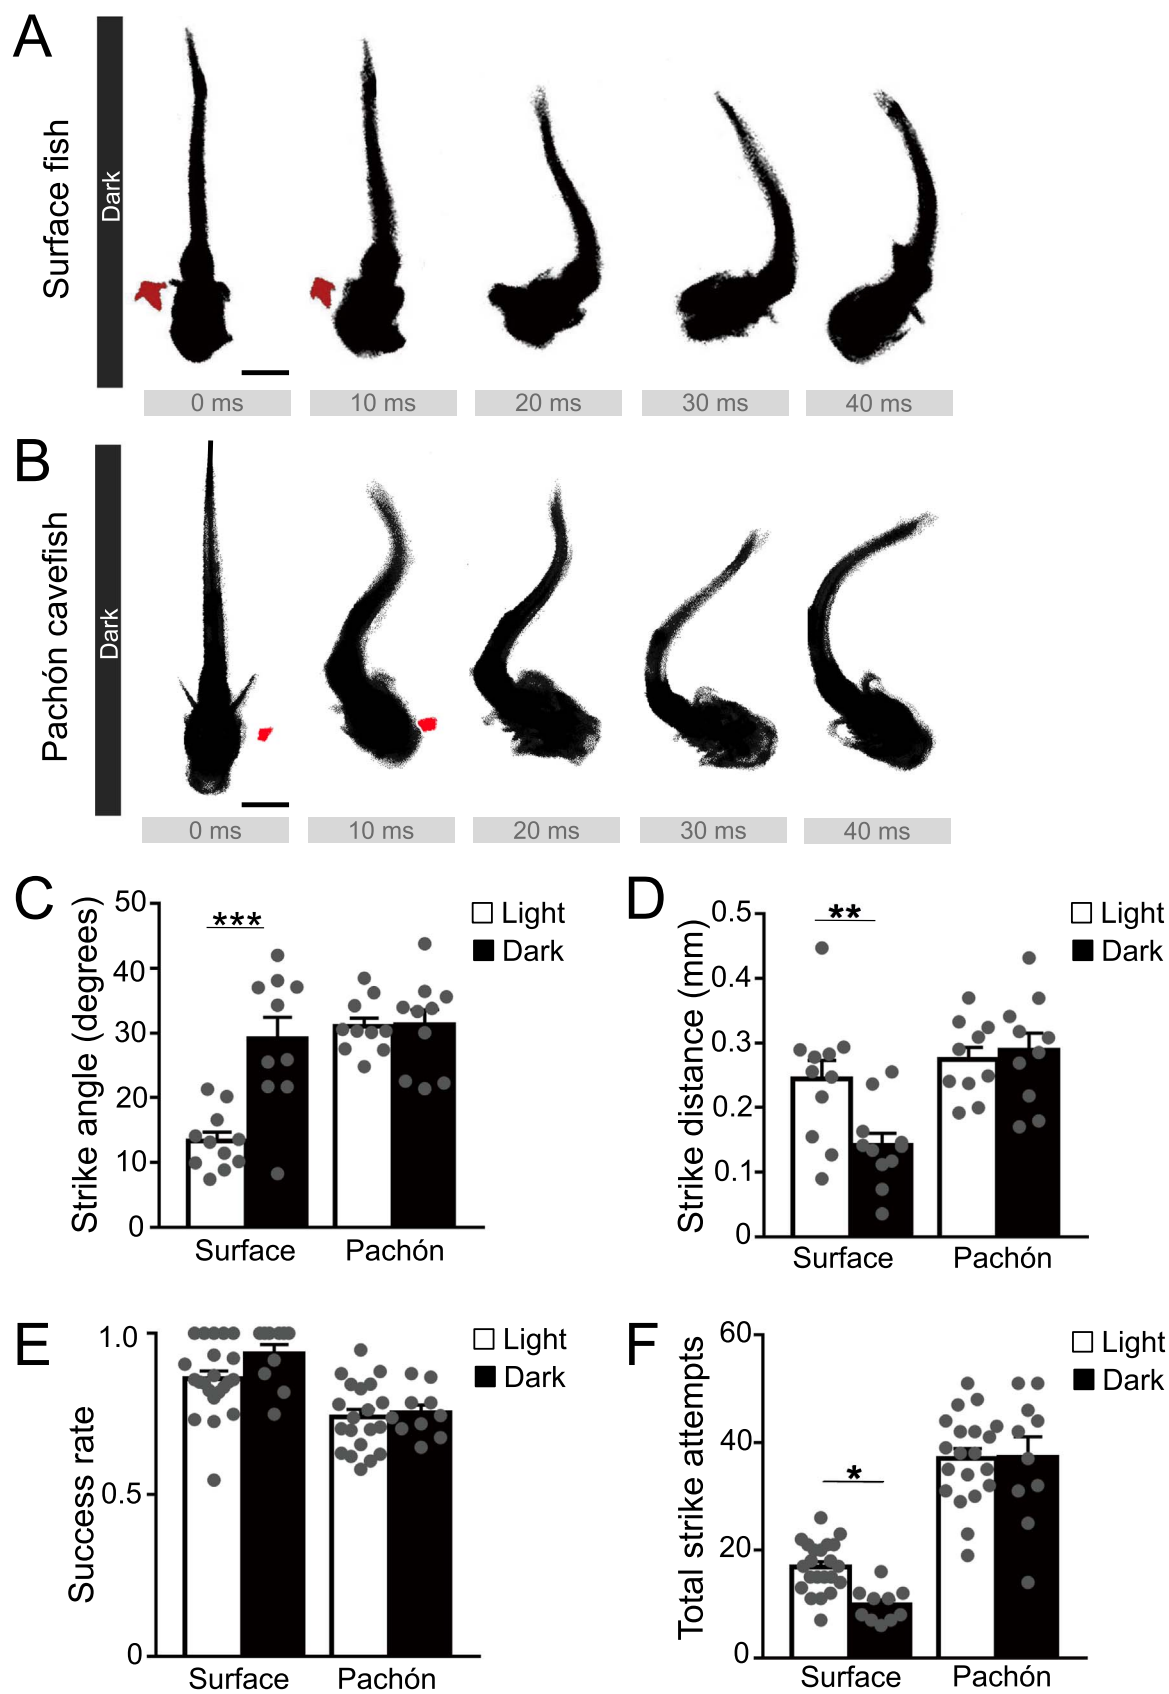 A
Surface fish
Dark
0 ms
10 ms
20 ms
30 ms
40 ms
B
Pachón cavefish
Dark
0 ms
10 ms
20 ms
30 ms
40 ms
C
Strike angle (degrees)
50
40
30
20
10
0
***
Light
Dark
Surface
Pachón
D
Strike distance (mm)
0.5
0.4
0.3
0.2
0.1
0
**
Light
Dark
Surface
Pachón
E
Success rate
1.0
0.5
0
Light
Dark
Surface
Pachón
F
Total strike attempts
60
40
20
0
*
Light
Dark
Surface
Pachón